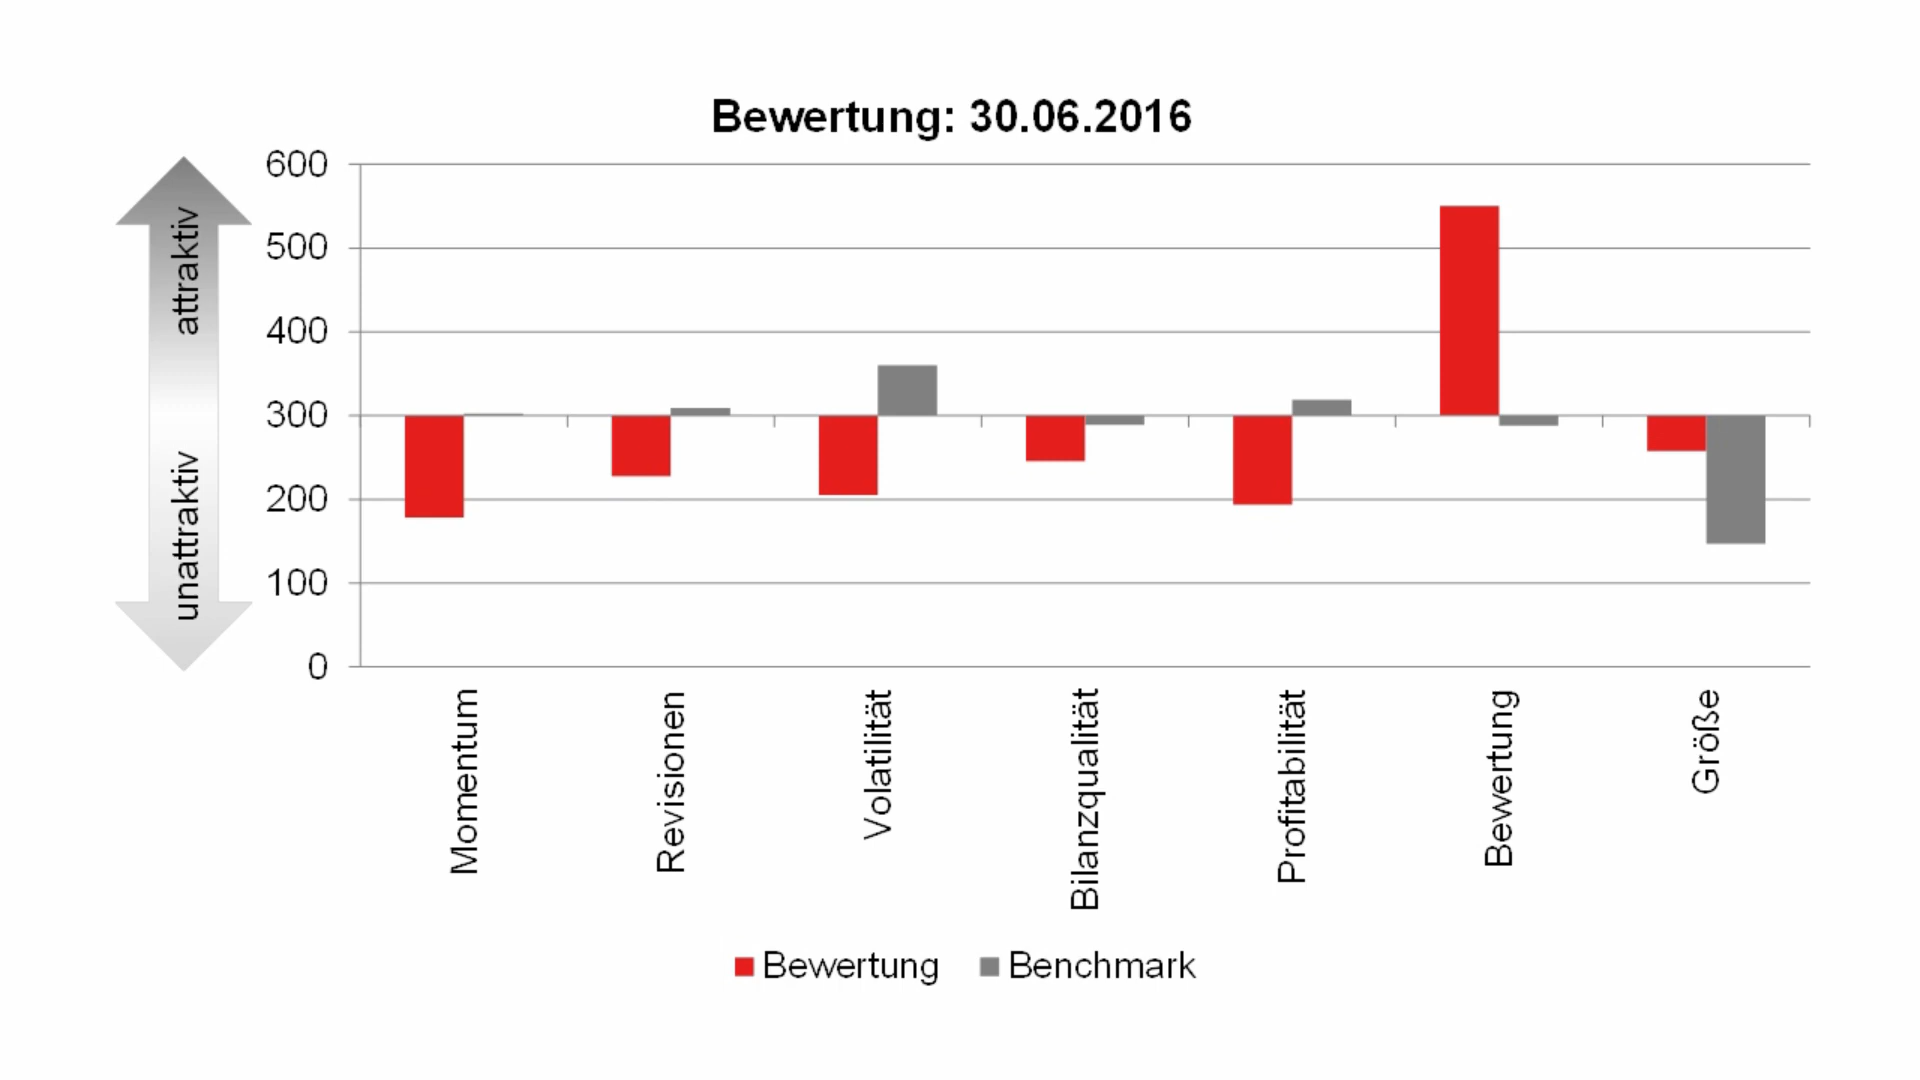 Bewertung: 30.06.2016
attraktiv
unattraktiv
600
500
400
300
200
100
0
Momentum
Revisionen
Volatilität
Bilanzqualität
Profitabilität
Bewertung
Größe
Bewertung
Benchmark